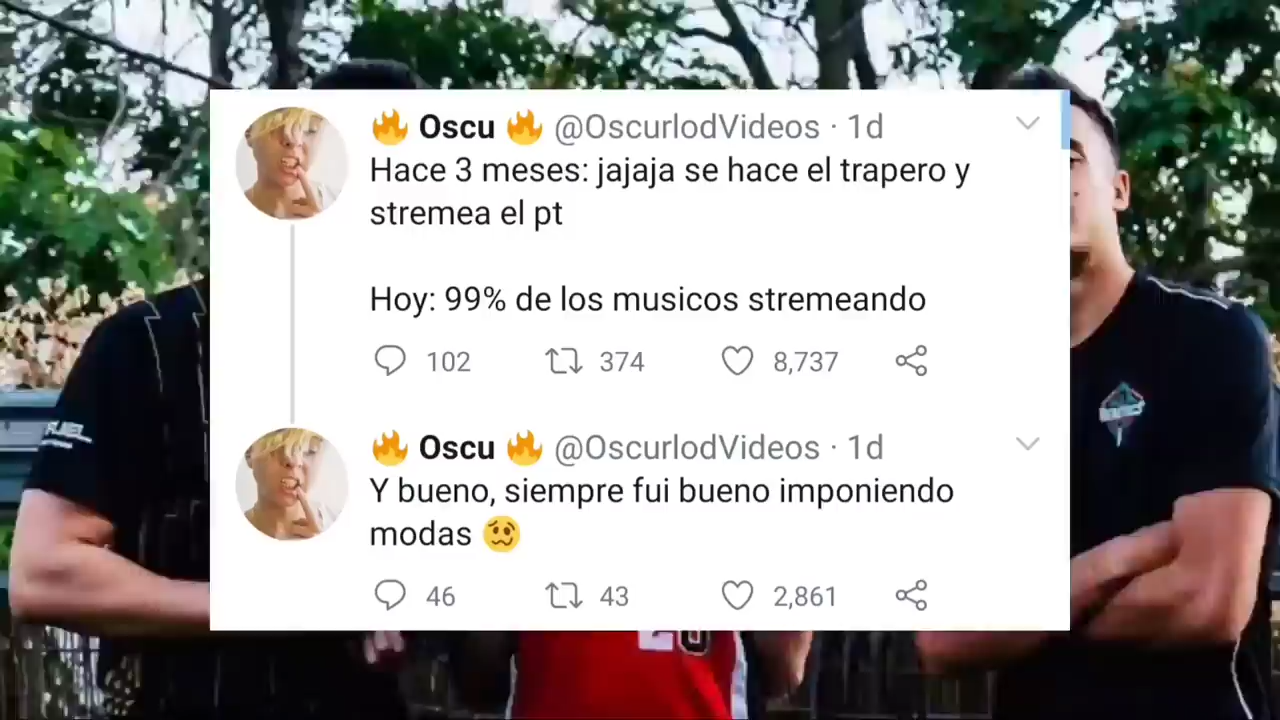 🔥 Oscu 🔥 @OscurlodVideos · 1d
Hace 3 meses: jajaja se hace el trapero y
stremea el pt
Hoy: 99% de los musicos stremeando
102 374 8,737
🔥 Oscu 🔥 @OscurlodVideos · 1d
Y bueno, siempre fui bueno imponiendo
modas 🥴
46 43 2,861